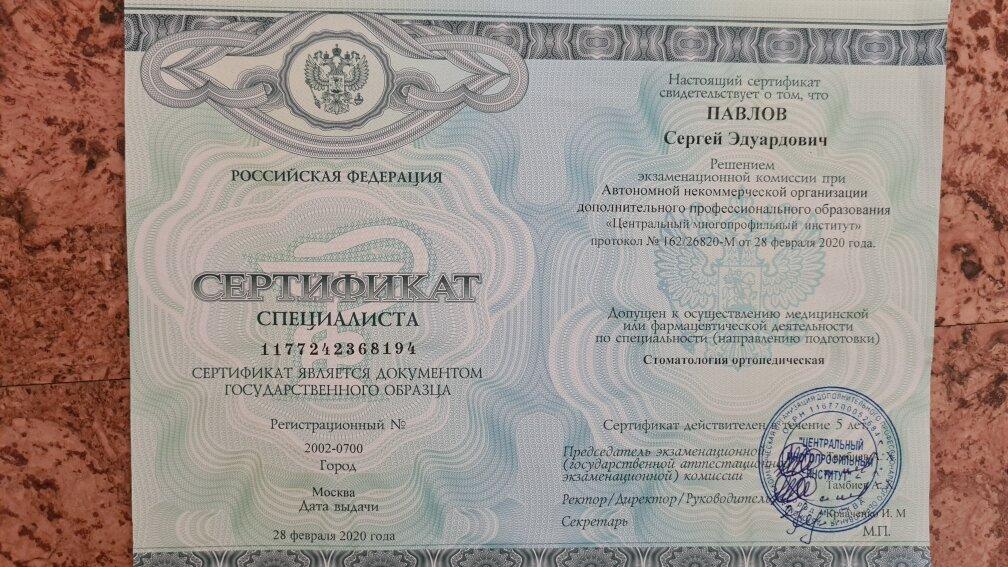 РОССИЙСКАЯ ФЕДЕРАЦИЯ
СЕРТИФИКАТ
СПЕЦИАЛИСТА
1177242368194
СЕРТИФИКАТ ЯВЛЯЕТСЯ ДОКУМЕНТОМ
ГОСУДАРСТВЕННОГО ОБРАЗЦА
Регистрационный №
2002-0700
Город
Москва
Дата выдачи
28 февраля 2020 года
Настоящий сертификат
свидетельствует о том, что
ПАВЛОВ
Сергей Эдуардович
Решением
экзаменационной комиссии при
Автономной некоммерческой организации
дополнительного профессионального образования
«Центральный многопрофильный институт»
протокол № 162/26820-М от 28 февраля 2020 года.
Допущен к осуществлению медицинской
или фармацевтической деятельности
по специальности (направлению подготовки)
Стоматология ортопедическая
Сертификат действителен в течение 5 лет
Председатель экзаменационной
(государственной аттестационной
экзаменационной) комиссии
Ректор/Директор/Руководитель
Тамбиев А. Х.
Секретарь
Кравченко И. М
М.П.
"ЦЕНТРАЛЬНЫЙ
МНОГОПРОФИЛЬНЫЙ
ИНСТИТУТ"